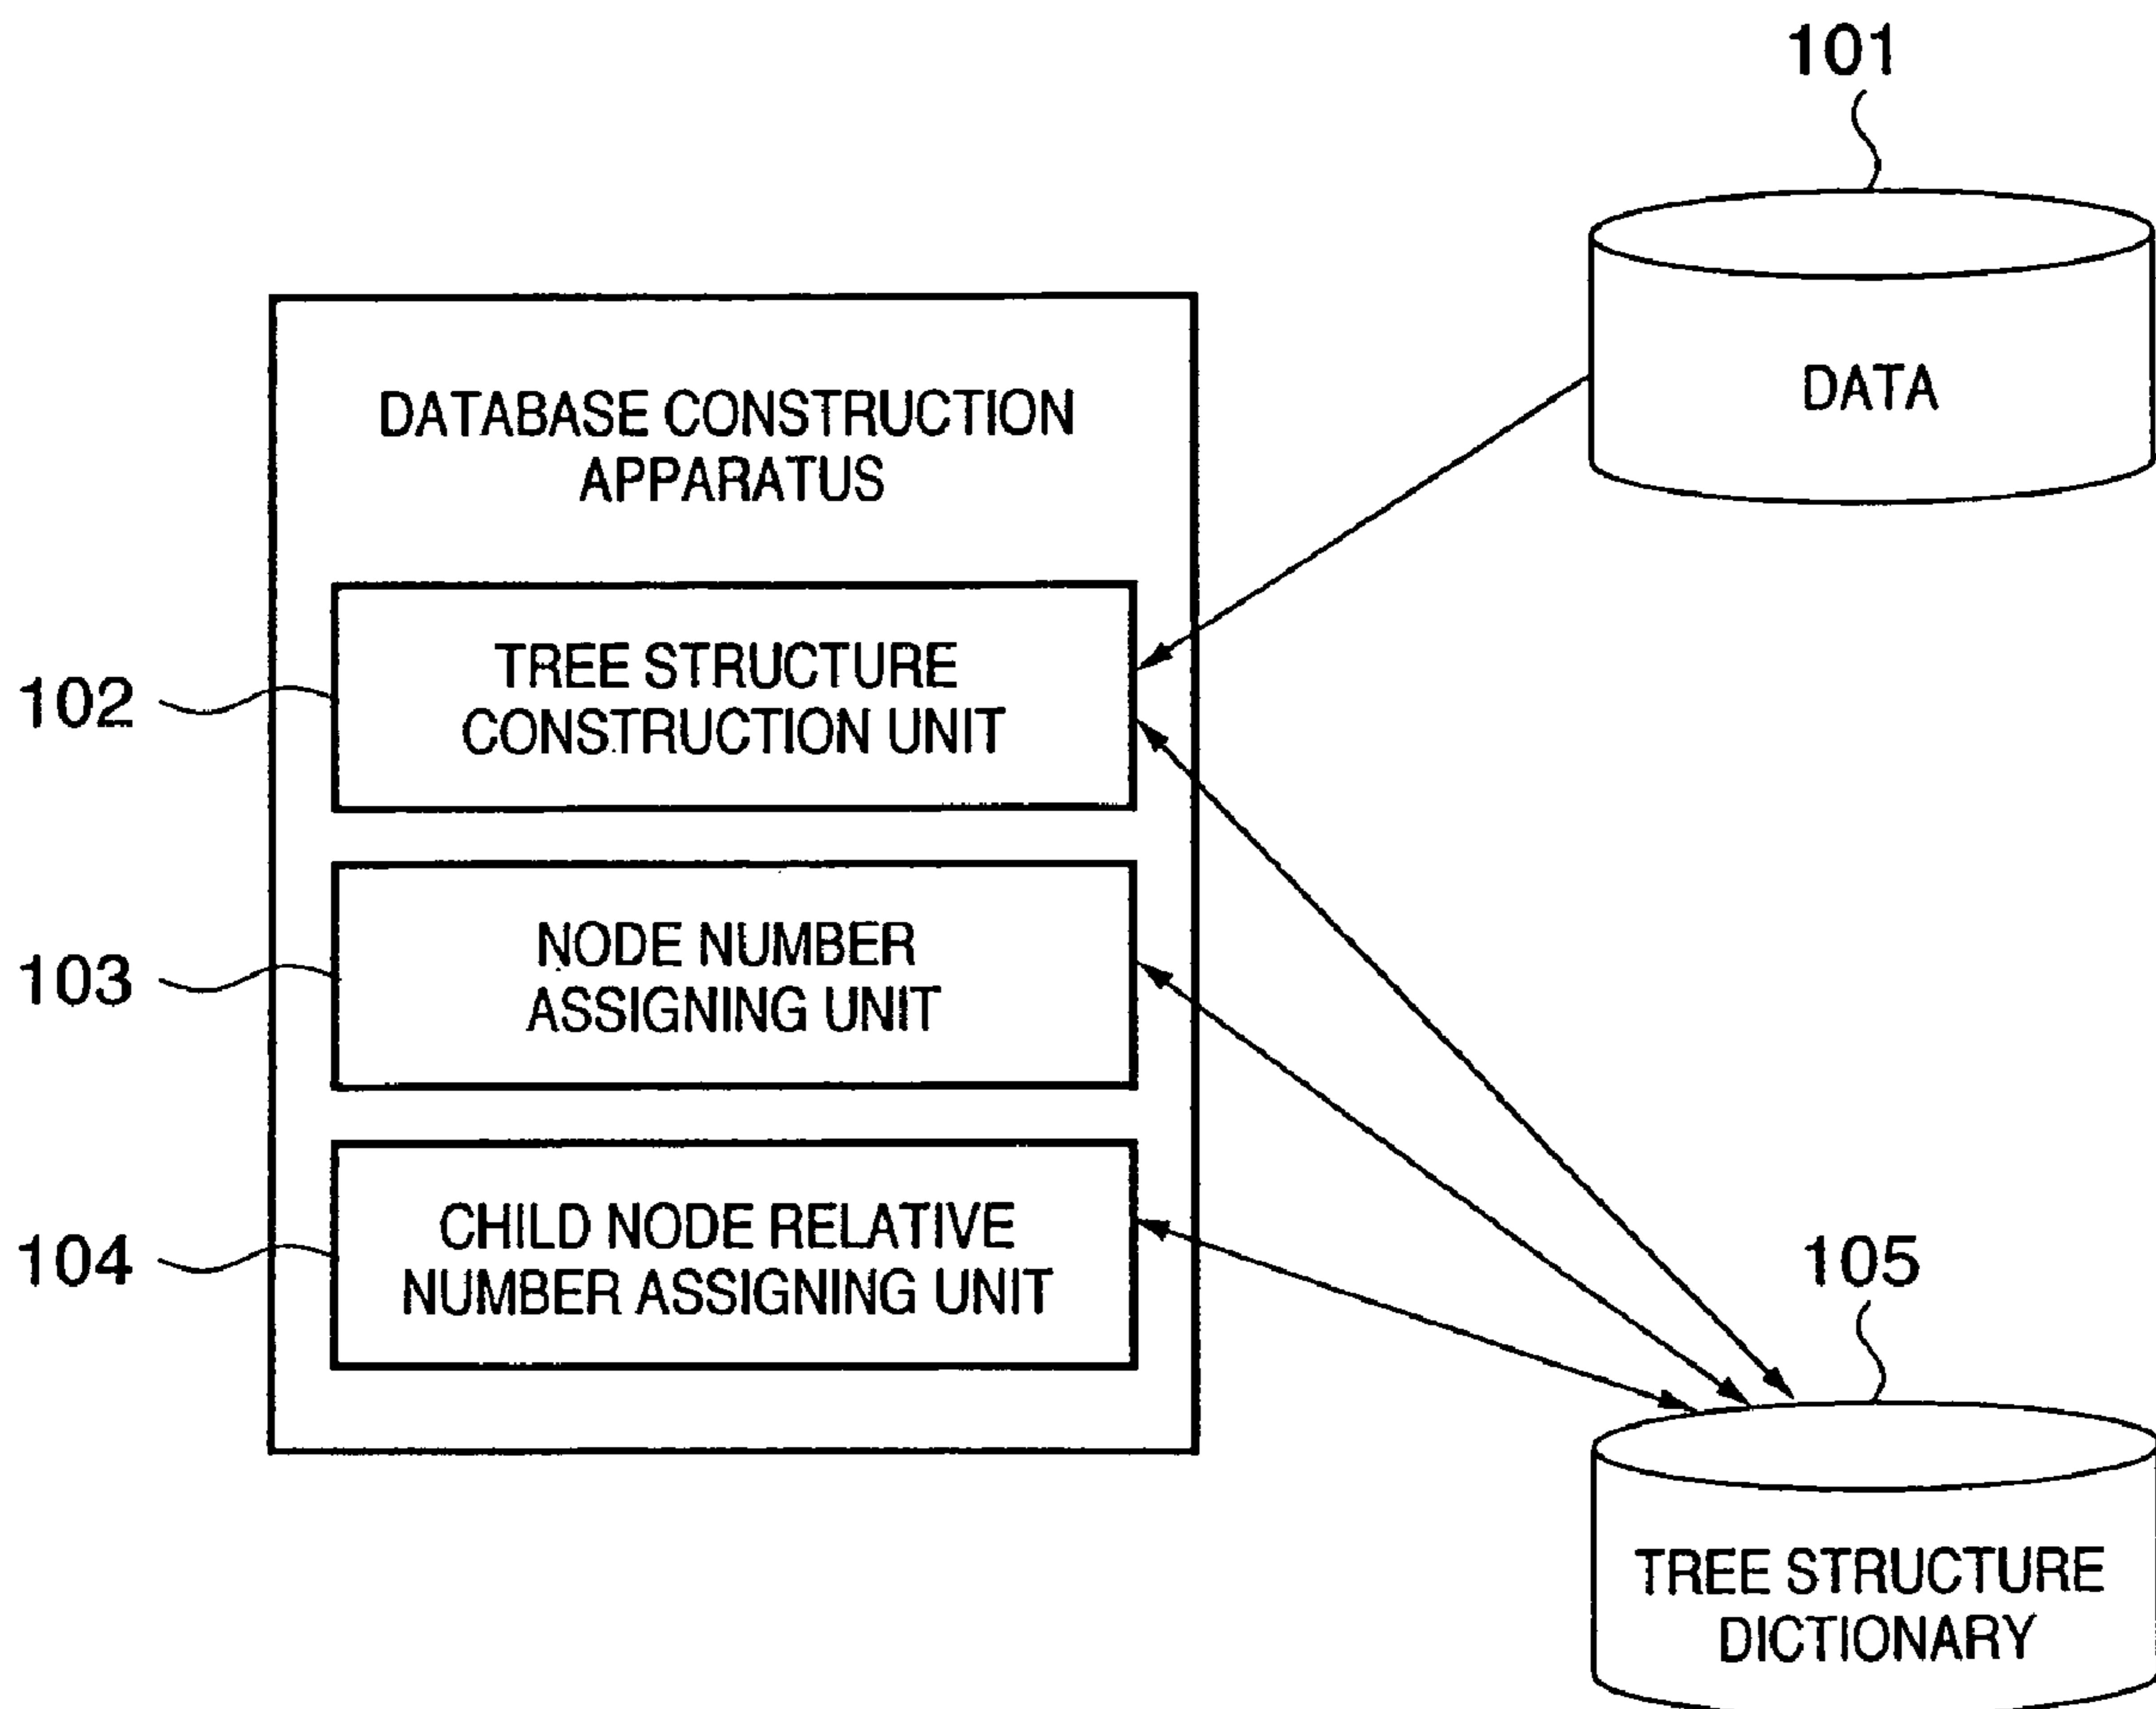 101
DATA
DATABASE CONSTRUCTION
APPARATUS
102
TREE STRUCTURE
CONSTRUCTION UNIT
103
NODE NUMBER
ASSIGNING UNIT
104
CHILD NODE RELATIVE
NUMBER ASSIGNING UNIT
105
TREE STRUCTURE
DICTIONARY